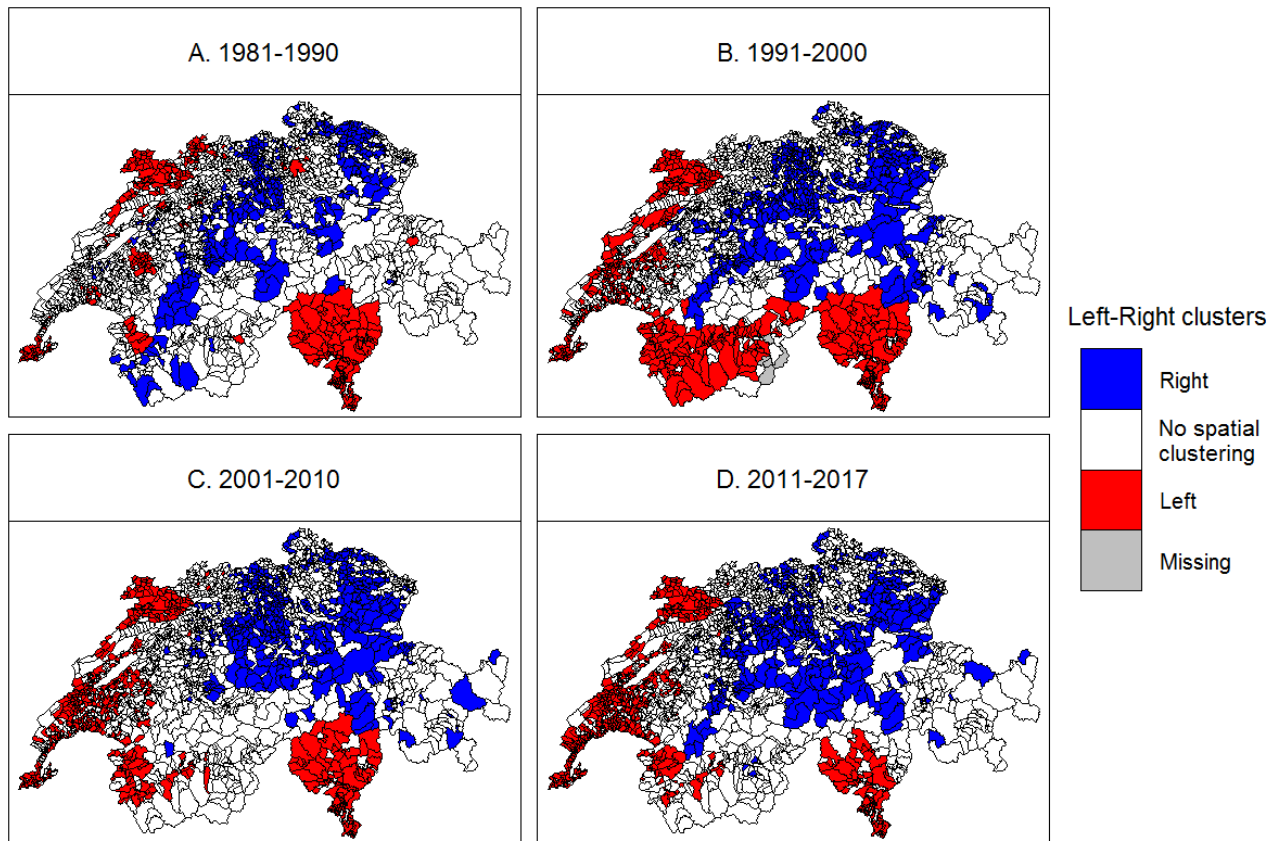 A. 1981-1990
B. 1991-2000
C. 2001-2010
D. 2011-2017
Left-Right clusters
Right
No spatial
clustering
Left
Missing